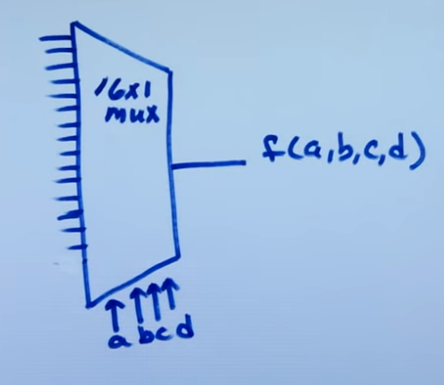 16x1
mux
f(a,b,c,d)
a b c d